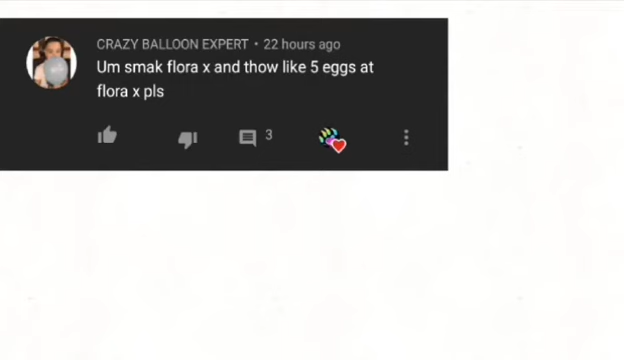 CRAZY BALLOON EXPERT • 22 hours ago
Um smak flora x and thow like 5 eggs at
flora x pls
3